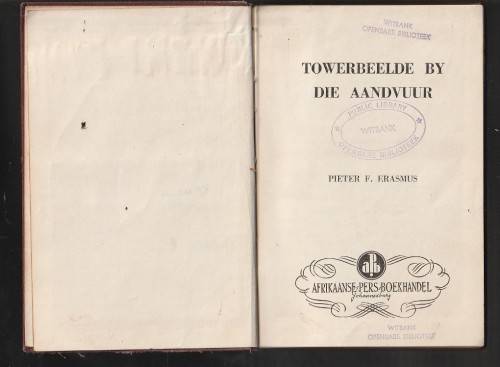 WITBANK
OPENBARE BIBLIOTEEK
TOWERBEELDE BY
DIE AANDVUUR
PUBLIC LIBRARY
WITBANK
OPENBARE BIBLIOTEEK
PIETER F. ERASMUS
APB
AFRIKAANSE-PERS-BOEKHANDEL
Johannesburg
WITBANK
OPENBARE BIBLIOTEEK